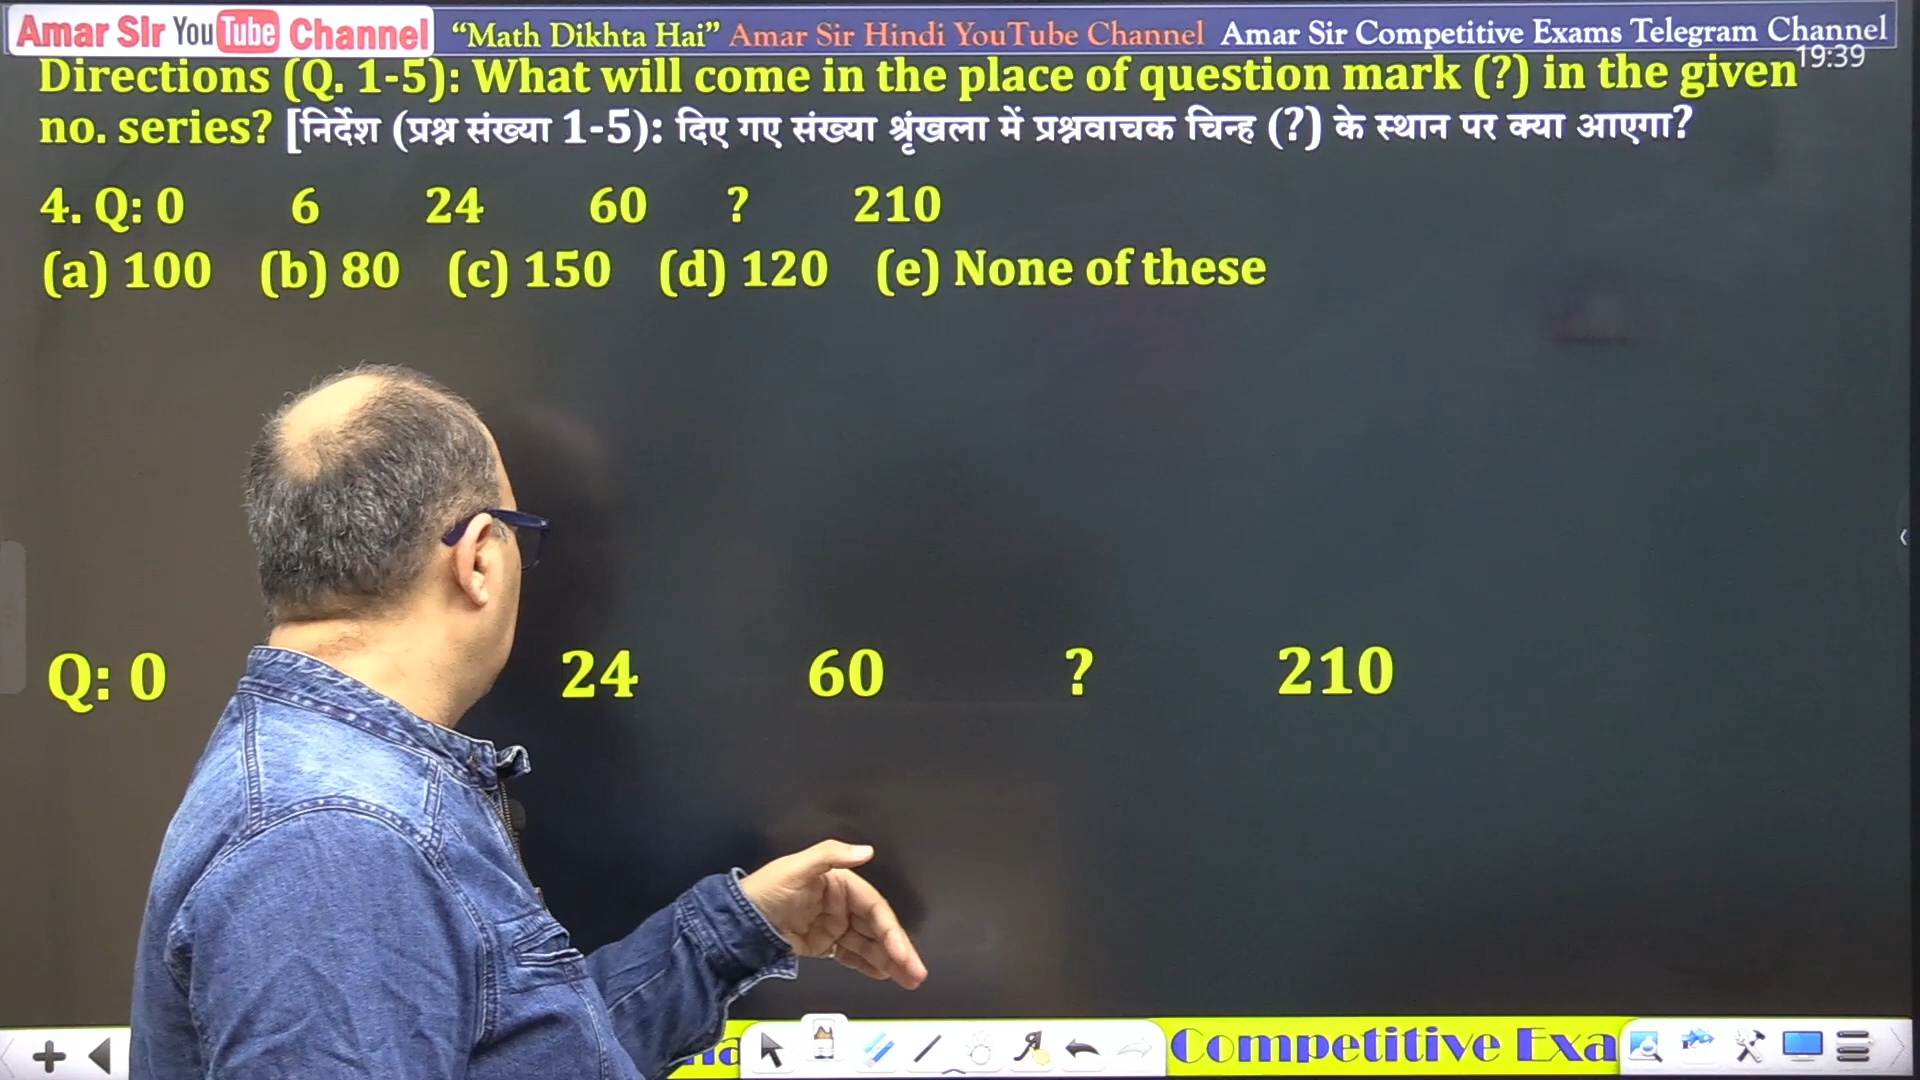 Amar Sir YouTube Channel "Math Dikhta Hai" Amar Sir Hindi YouTube Channel Amar Sir Competitive Exams Telegram Channel
19:39
Directions (Q. 1-5): What will come in the place of question mark (?) in the given
no. series? [निर्देश (प्रश्न संख्या 1-5): दिए गए संख्या श्रृंखला में प्रश्नवाचक चिन्ह (?) के स्थान पर क्या आएगा?
4. Q: 0 6 24 60 ? 210
(a) 100 (b) 80 (c) 150 (d) 120 (e) None of these
Q: 0 24 60 ? 210
Competitive Exa